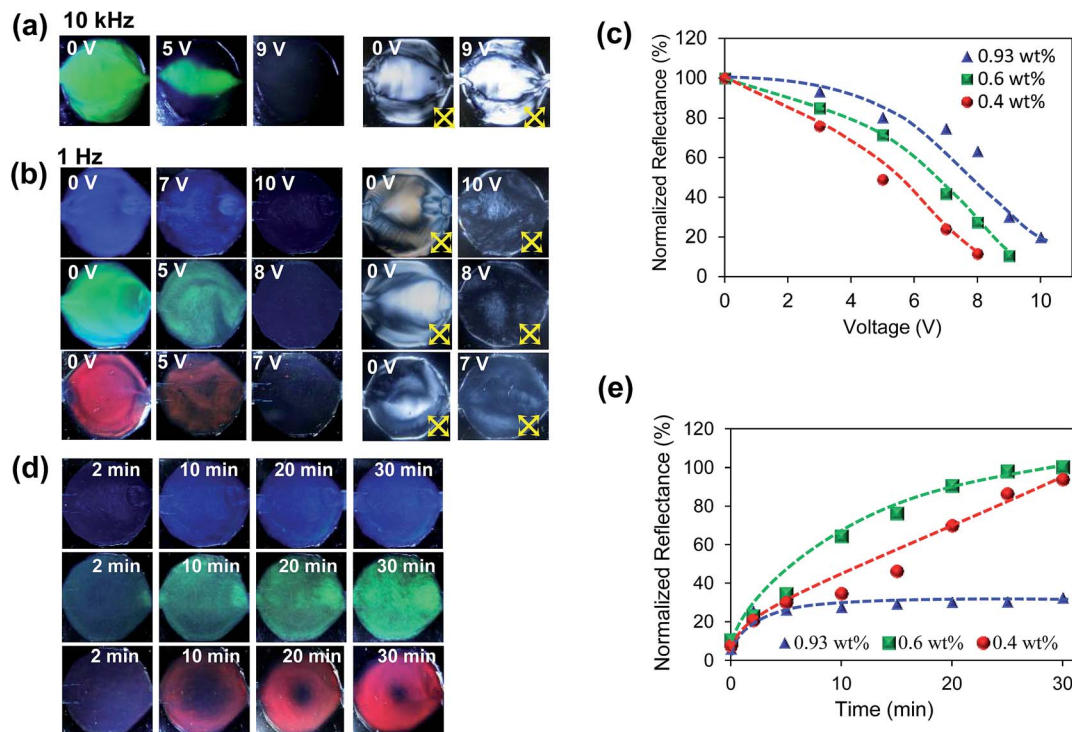 (a)
10 kHz
0 V 5 V 9 V 0 V 9 V
(b)
1 Hz
0 V 7 V 10 V 0 V 10 V
0 V 5 V 8 V 0 V 8 V
0 V 5 V 7 V 0 V 7 V
(c)
Normalized Reflectance (%)
120
100
80
60
40
20
0
0 2 4 6 8 10
Voltage (V)
0.93 wt%
0.6 wt%
0.4 wt%
(d)
2 min 10 min 20 min 30 min
2 min 10 min 20 min 30 min
2 min 10 min 20 min 30 min
(e)
Normalized Reflectance (%)
120
100
80
60
40
20
0
0.93 wt% 0.6 wt% 0.4 wt%
0 10 20 30
Time (min)